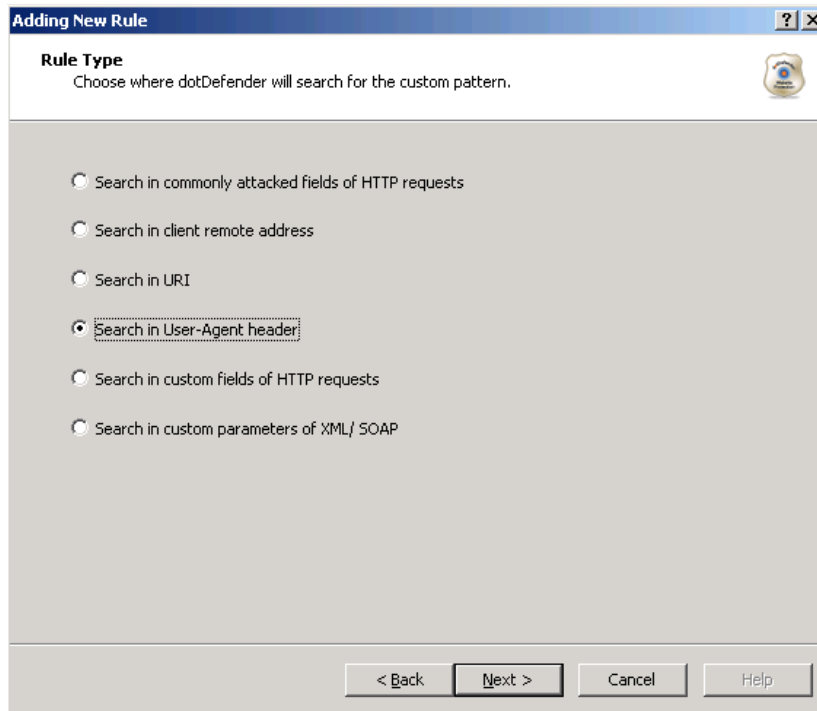 Adding New Rule
Rule Type
Choose where dotDefender will search for the custom pattern.
Search in commonly attacked fields of HTTP requests
Search in client remote address
Search in URI
Search in User-Agent header
Search in custom fields of HTTP requests
Search in custom parameters of XML/ SOAP
< Back Next > Cancel Help